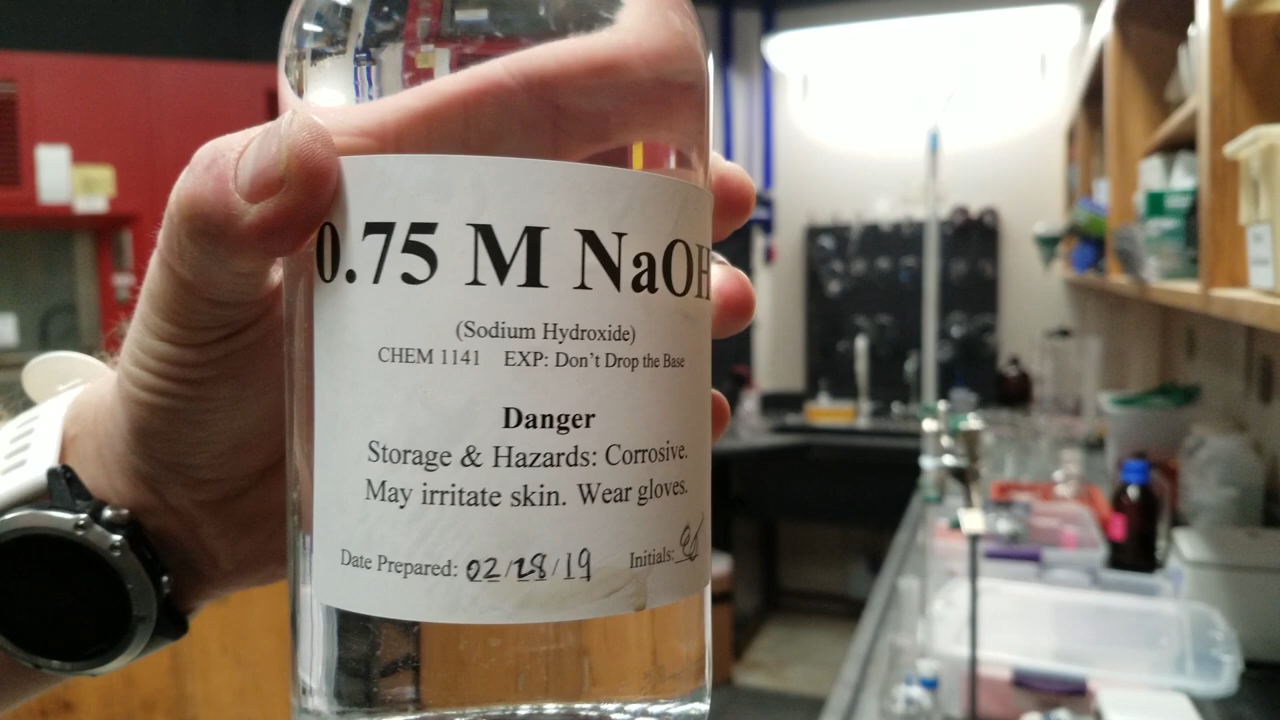 0.75 M NaOH
(Sodium Hydroxide)
CHEM 1141 EXP: Don't Drop the Base
Danger
Storage & Hazards: Corrosive.
May irritate skin. Wear gloves.
Date Prepared: 02/28/19 Initials: